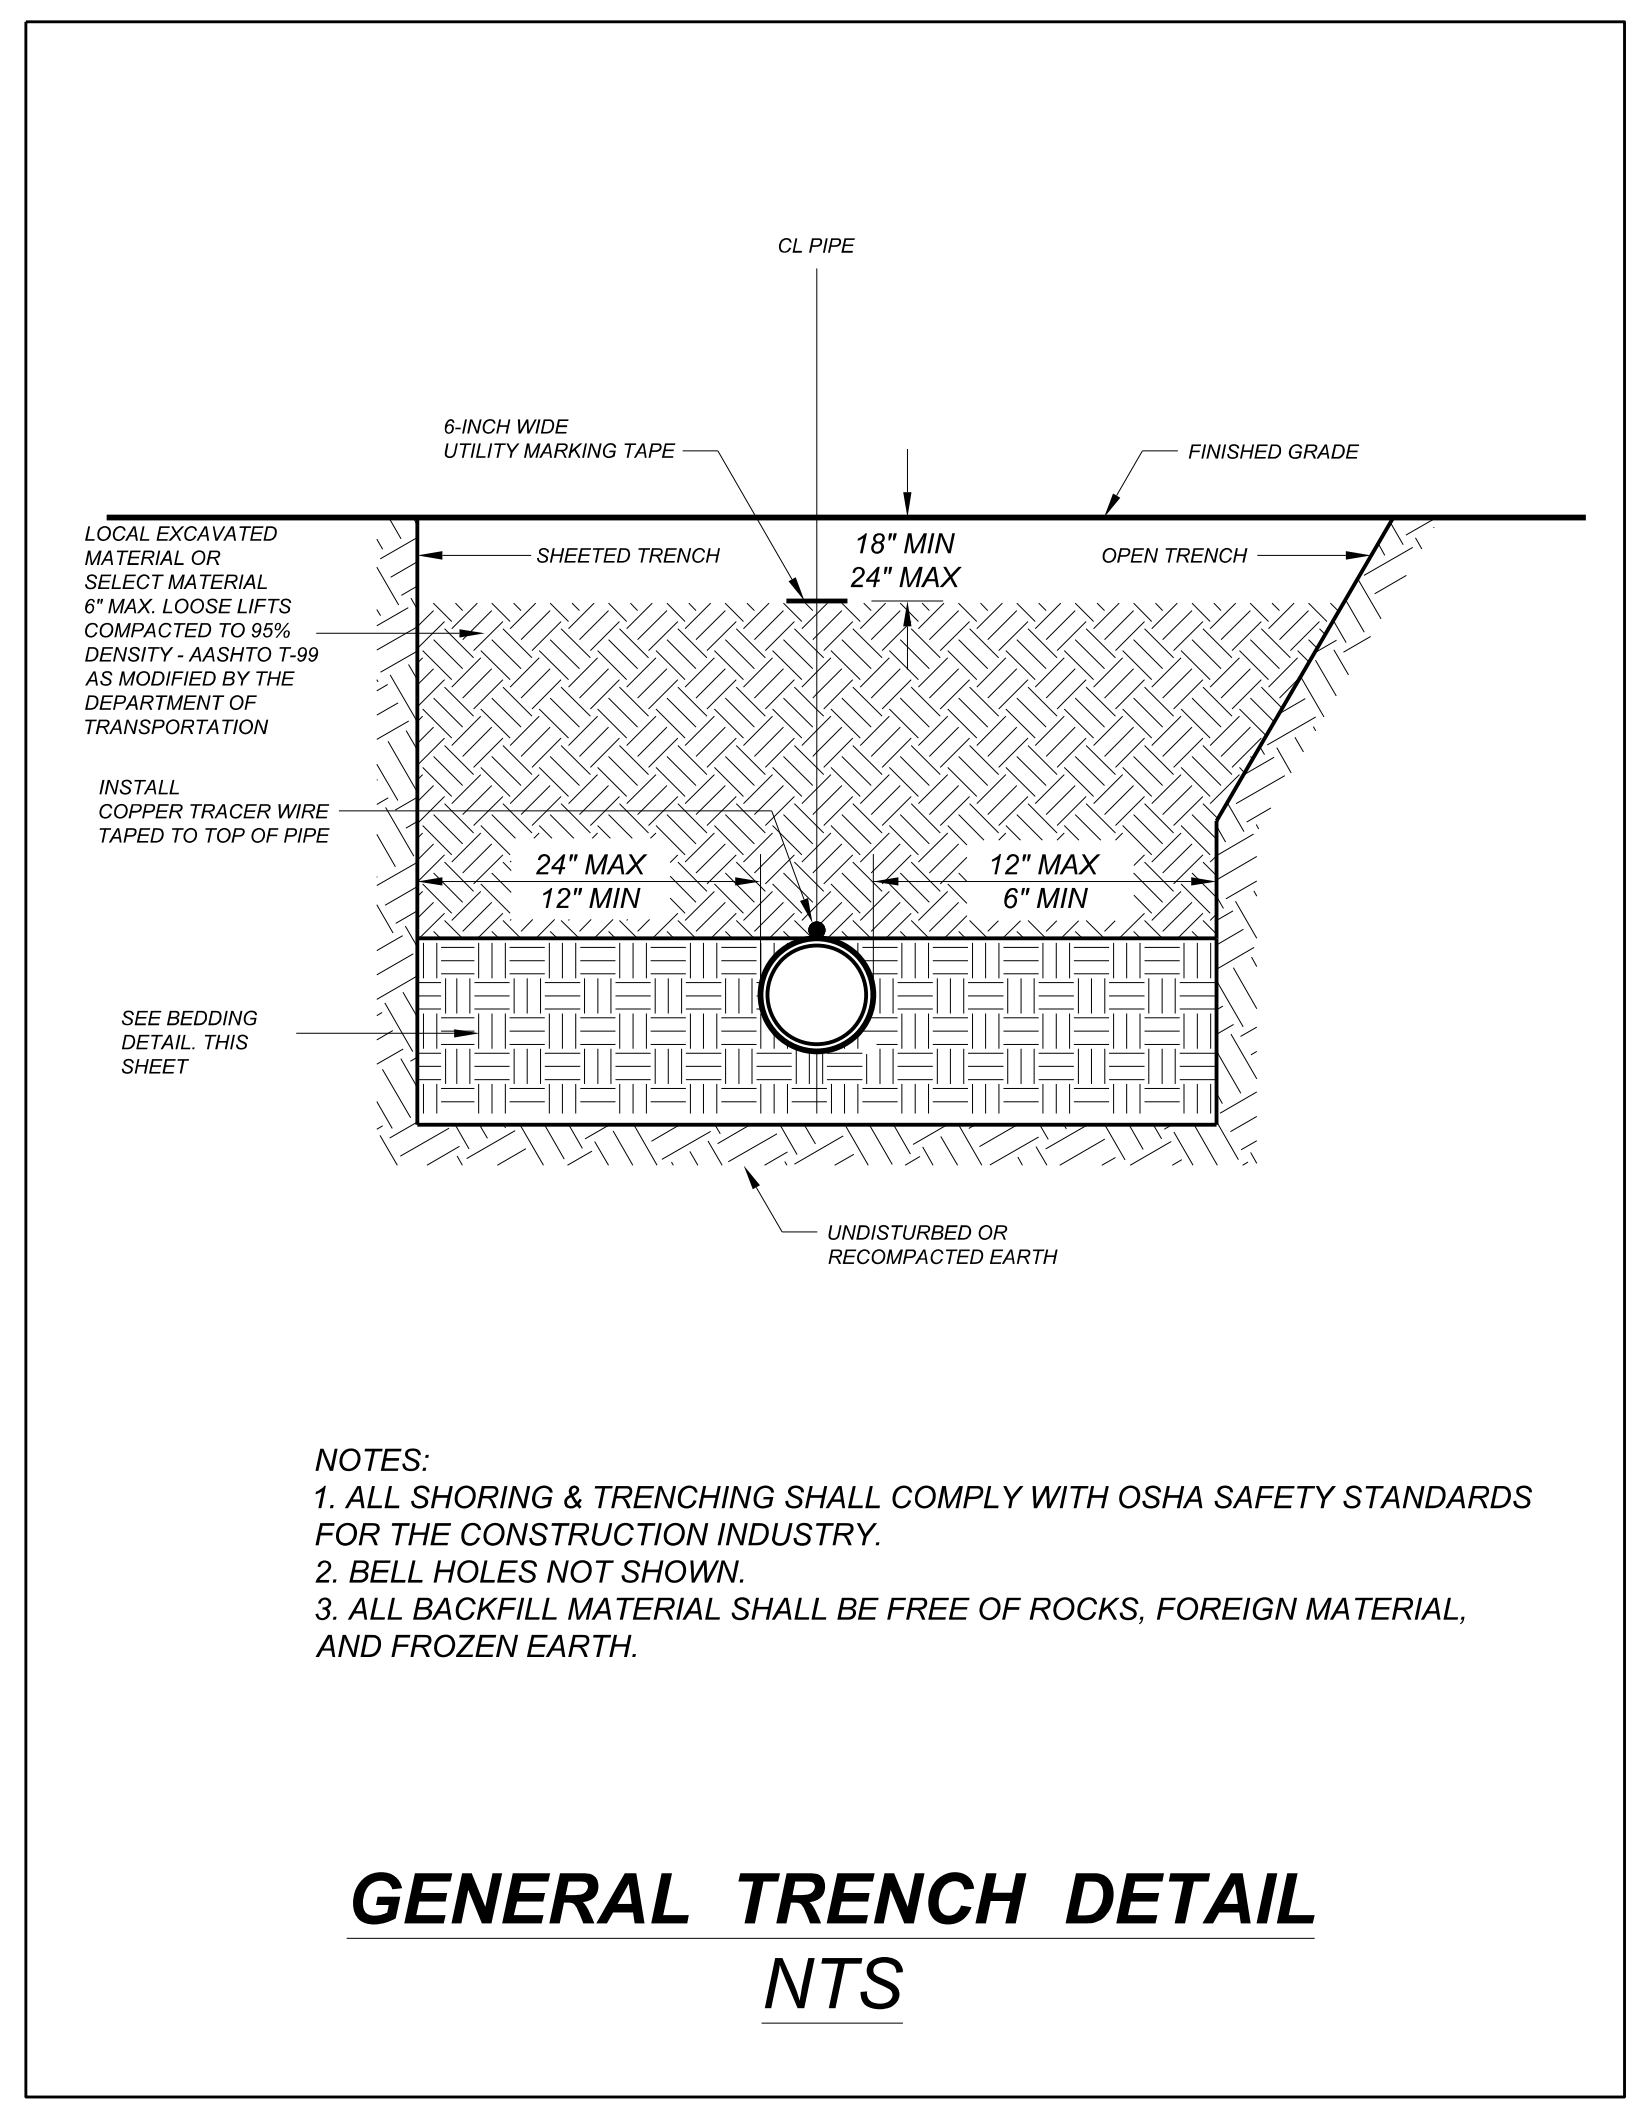 CL PIPE
6-INCH WIDE
UTILITY MARKING TAPE
FINISHED GRADE
LOCAL EXCAVATED
MATERIAL OR
SELECT MATERIAL
6" MAX. LOOSE LIFTS
COMPACTED TO 95%
DENSITY - AASHTO T-99
AS MODIFIED BY THE
DEPARTMENT OF
TRANSPORTATION
SHEETED TRENCH
18" MIN
24" MAX
OPEN TRENCH
INSTALL
COPPER TRACER WIRE
TAPED TO TOP OF PIPE
24" MAX
12" MIN
12" MAX
6" MIN
SEE BEDDING
DETAIL. THIS
SHEET
UNDISTURBED OR
RECOMPACTED EARTH
NOTES:
1. ALL SHORING & TRENCHING SHALL COMPLY WITH OSHA SAFETY STANDARDS
FOR THE CONSTRUCTION INDUSTRY.
2. BELL HOLES NOT SHOWN.
3. ALL BACKFILL MATERIAL SHALL BE FREE OF ROCKS, FOREIGN MATERIAL,
AND FROZEN EARTH.
GENERAL TRENCH DETAIL
NTS